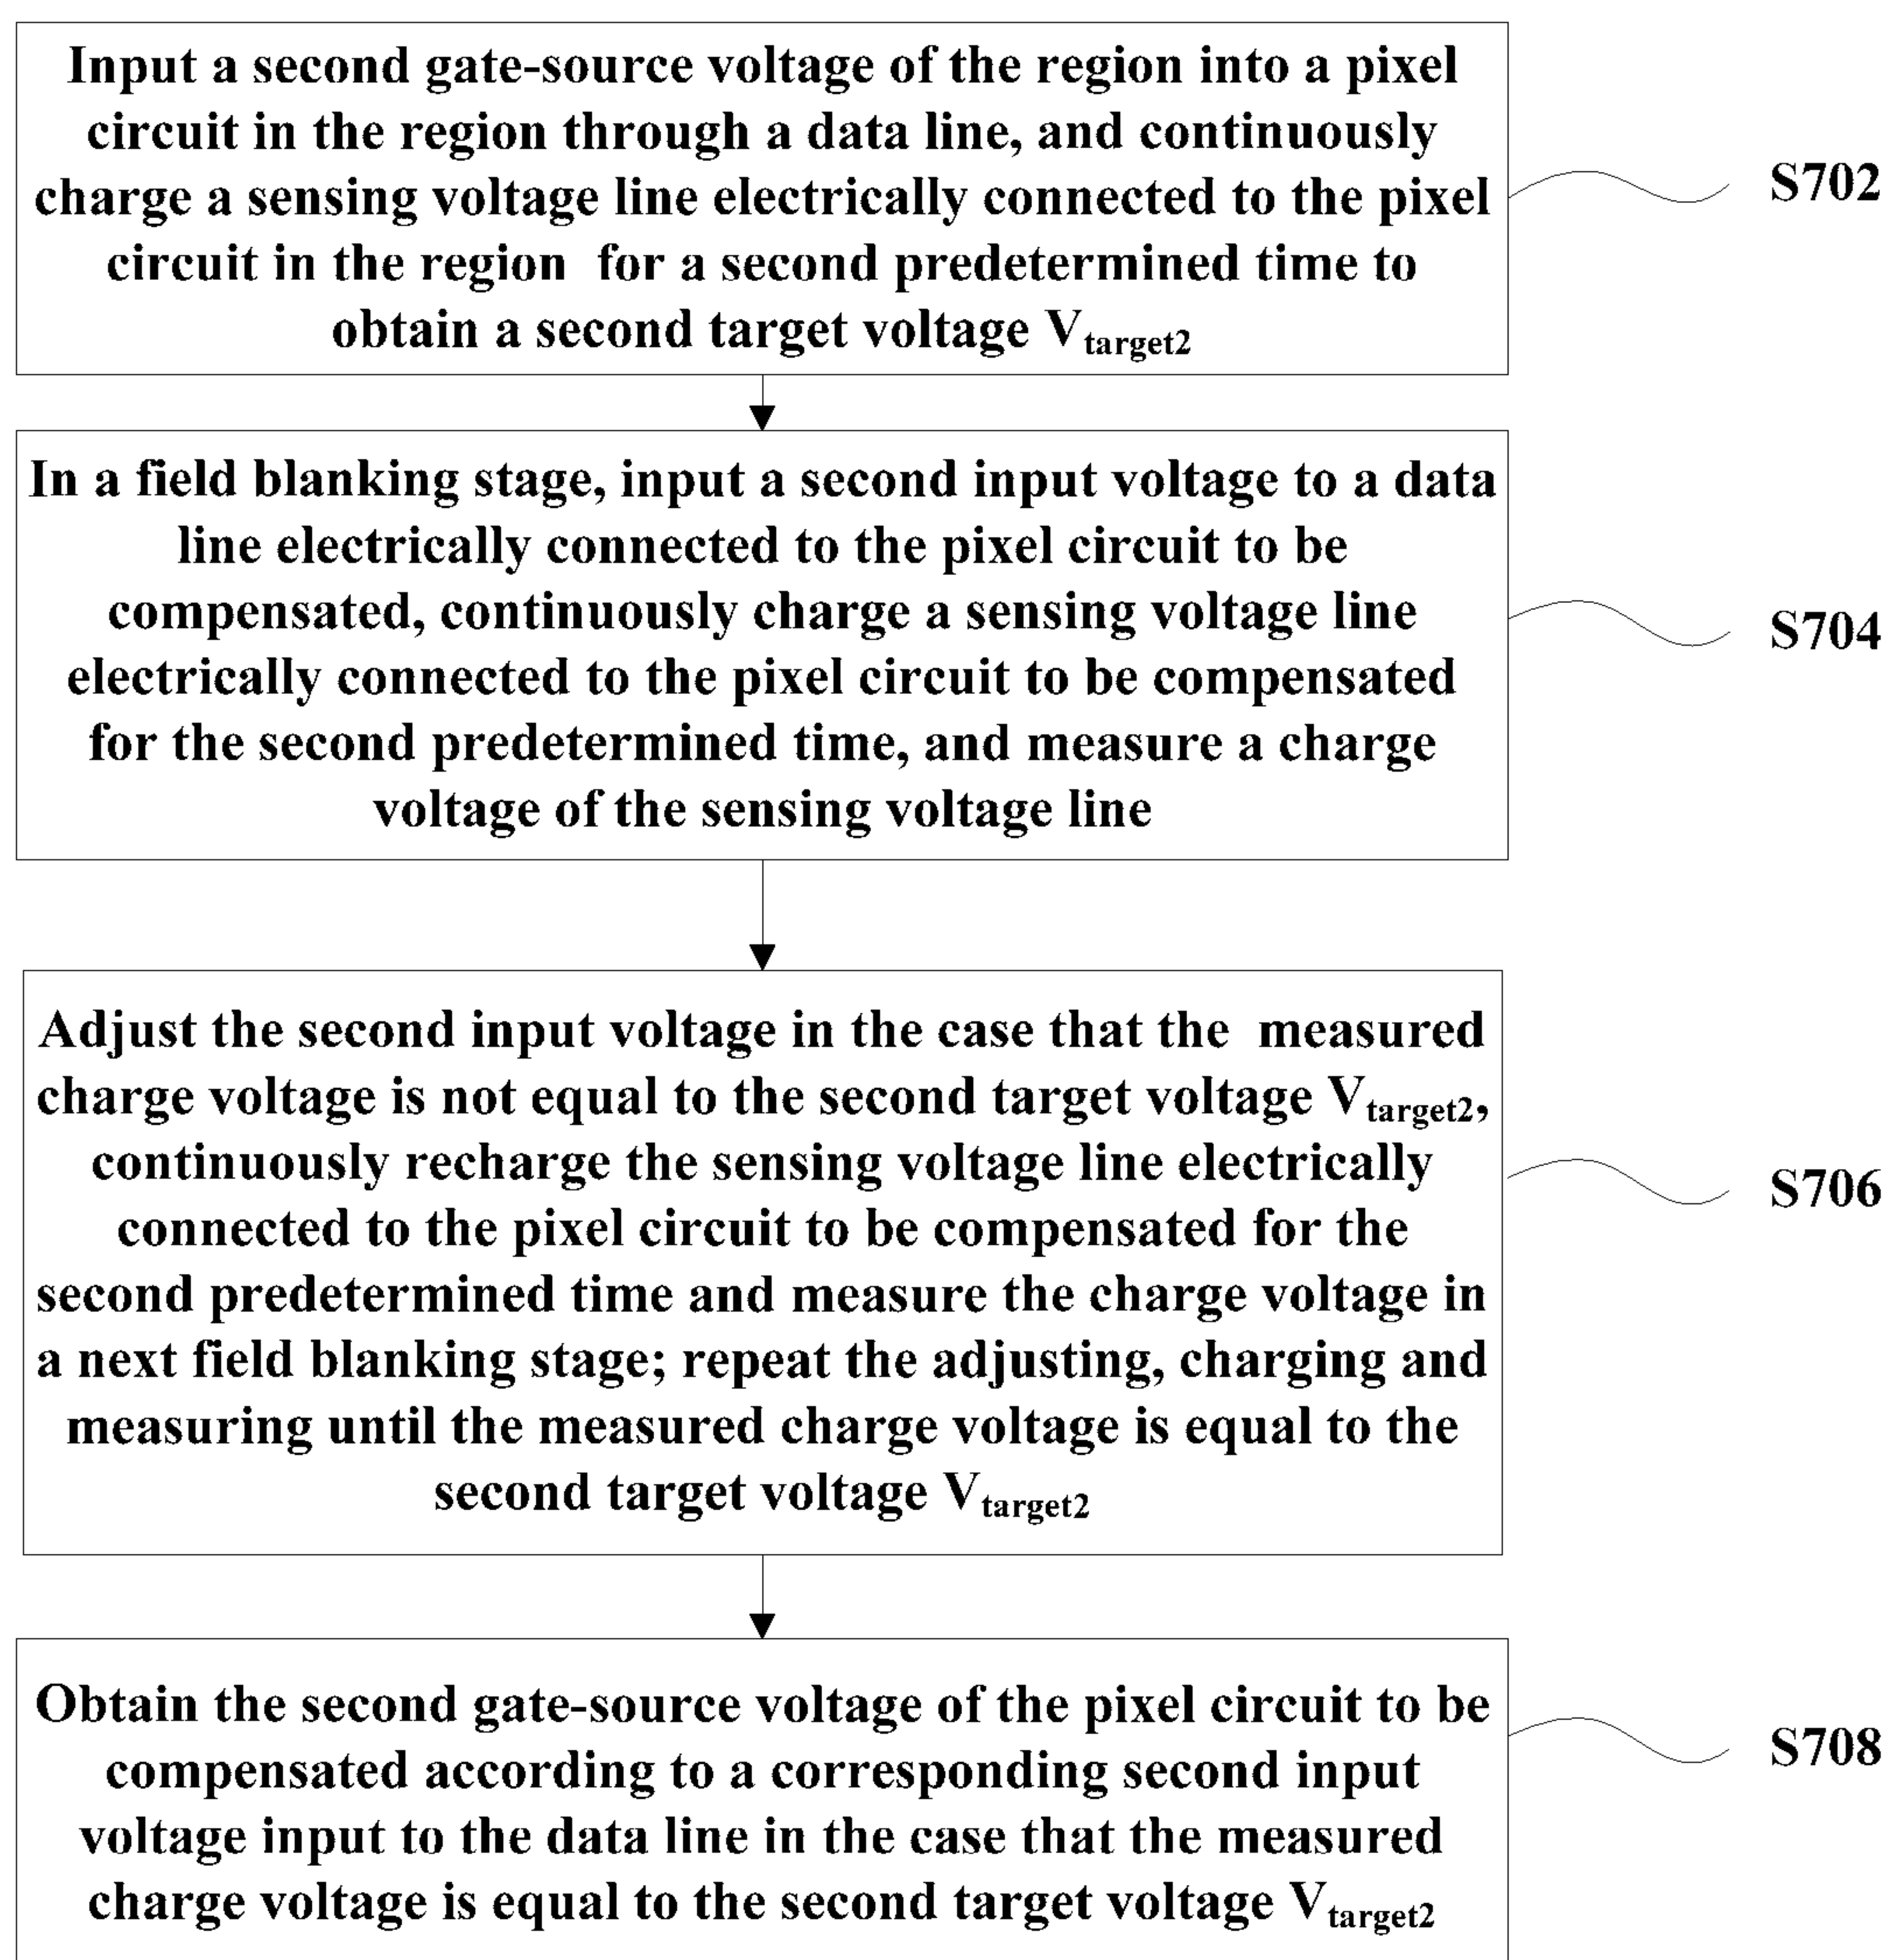 Input a second gate-source voltage of the region into a pixel
circuit in the region through a data line, and continuously
charge a sensing voltage line electrically connected to the pixel
circuit in the region for a second predetermined time to
obtain a second target voltage Vtarget2
S702
In a field blanking stage, input a second input voltage to a data
line electrically connected to the pixel circuit to be
compensated, continuously charge a sensing voltage line
electrically connected to the pixel circuit to be compensated
for the second predetermined time, and measure a charge
voltage of the sensing voltage line
S704
Adjust the second input voltage in the case that the measured
charge voltage is not equal to the second target voltage Vtarget2,
continuously recharge the sensing voltage line electrically
connected to the pixel circuit to be compensated for the
second predetermined time and measure the charge voltage in
a next field blanking stage; repeat the adjusting, charging and
measuring until the measured charge voltage is equal to the
second target voltage Vtarget2
S706
Obtain the second gate-source voltage of the pixel circuit to be
compensated according to a corresponding second input
voltage input to the data line in the case that the measured
charge voltage is equal to the second target voltage Vtarget2
S708